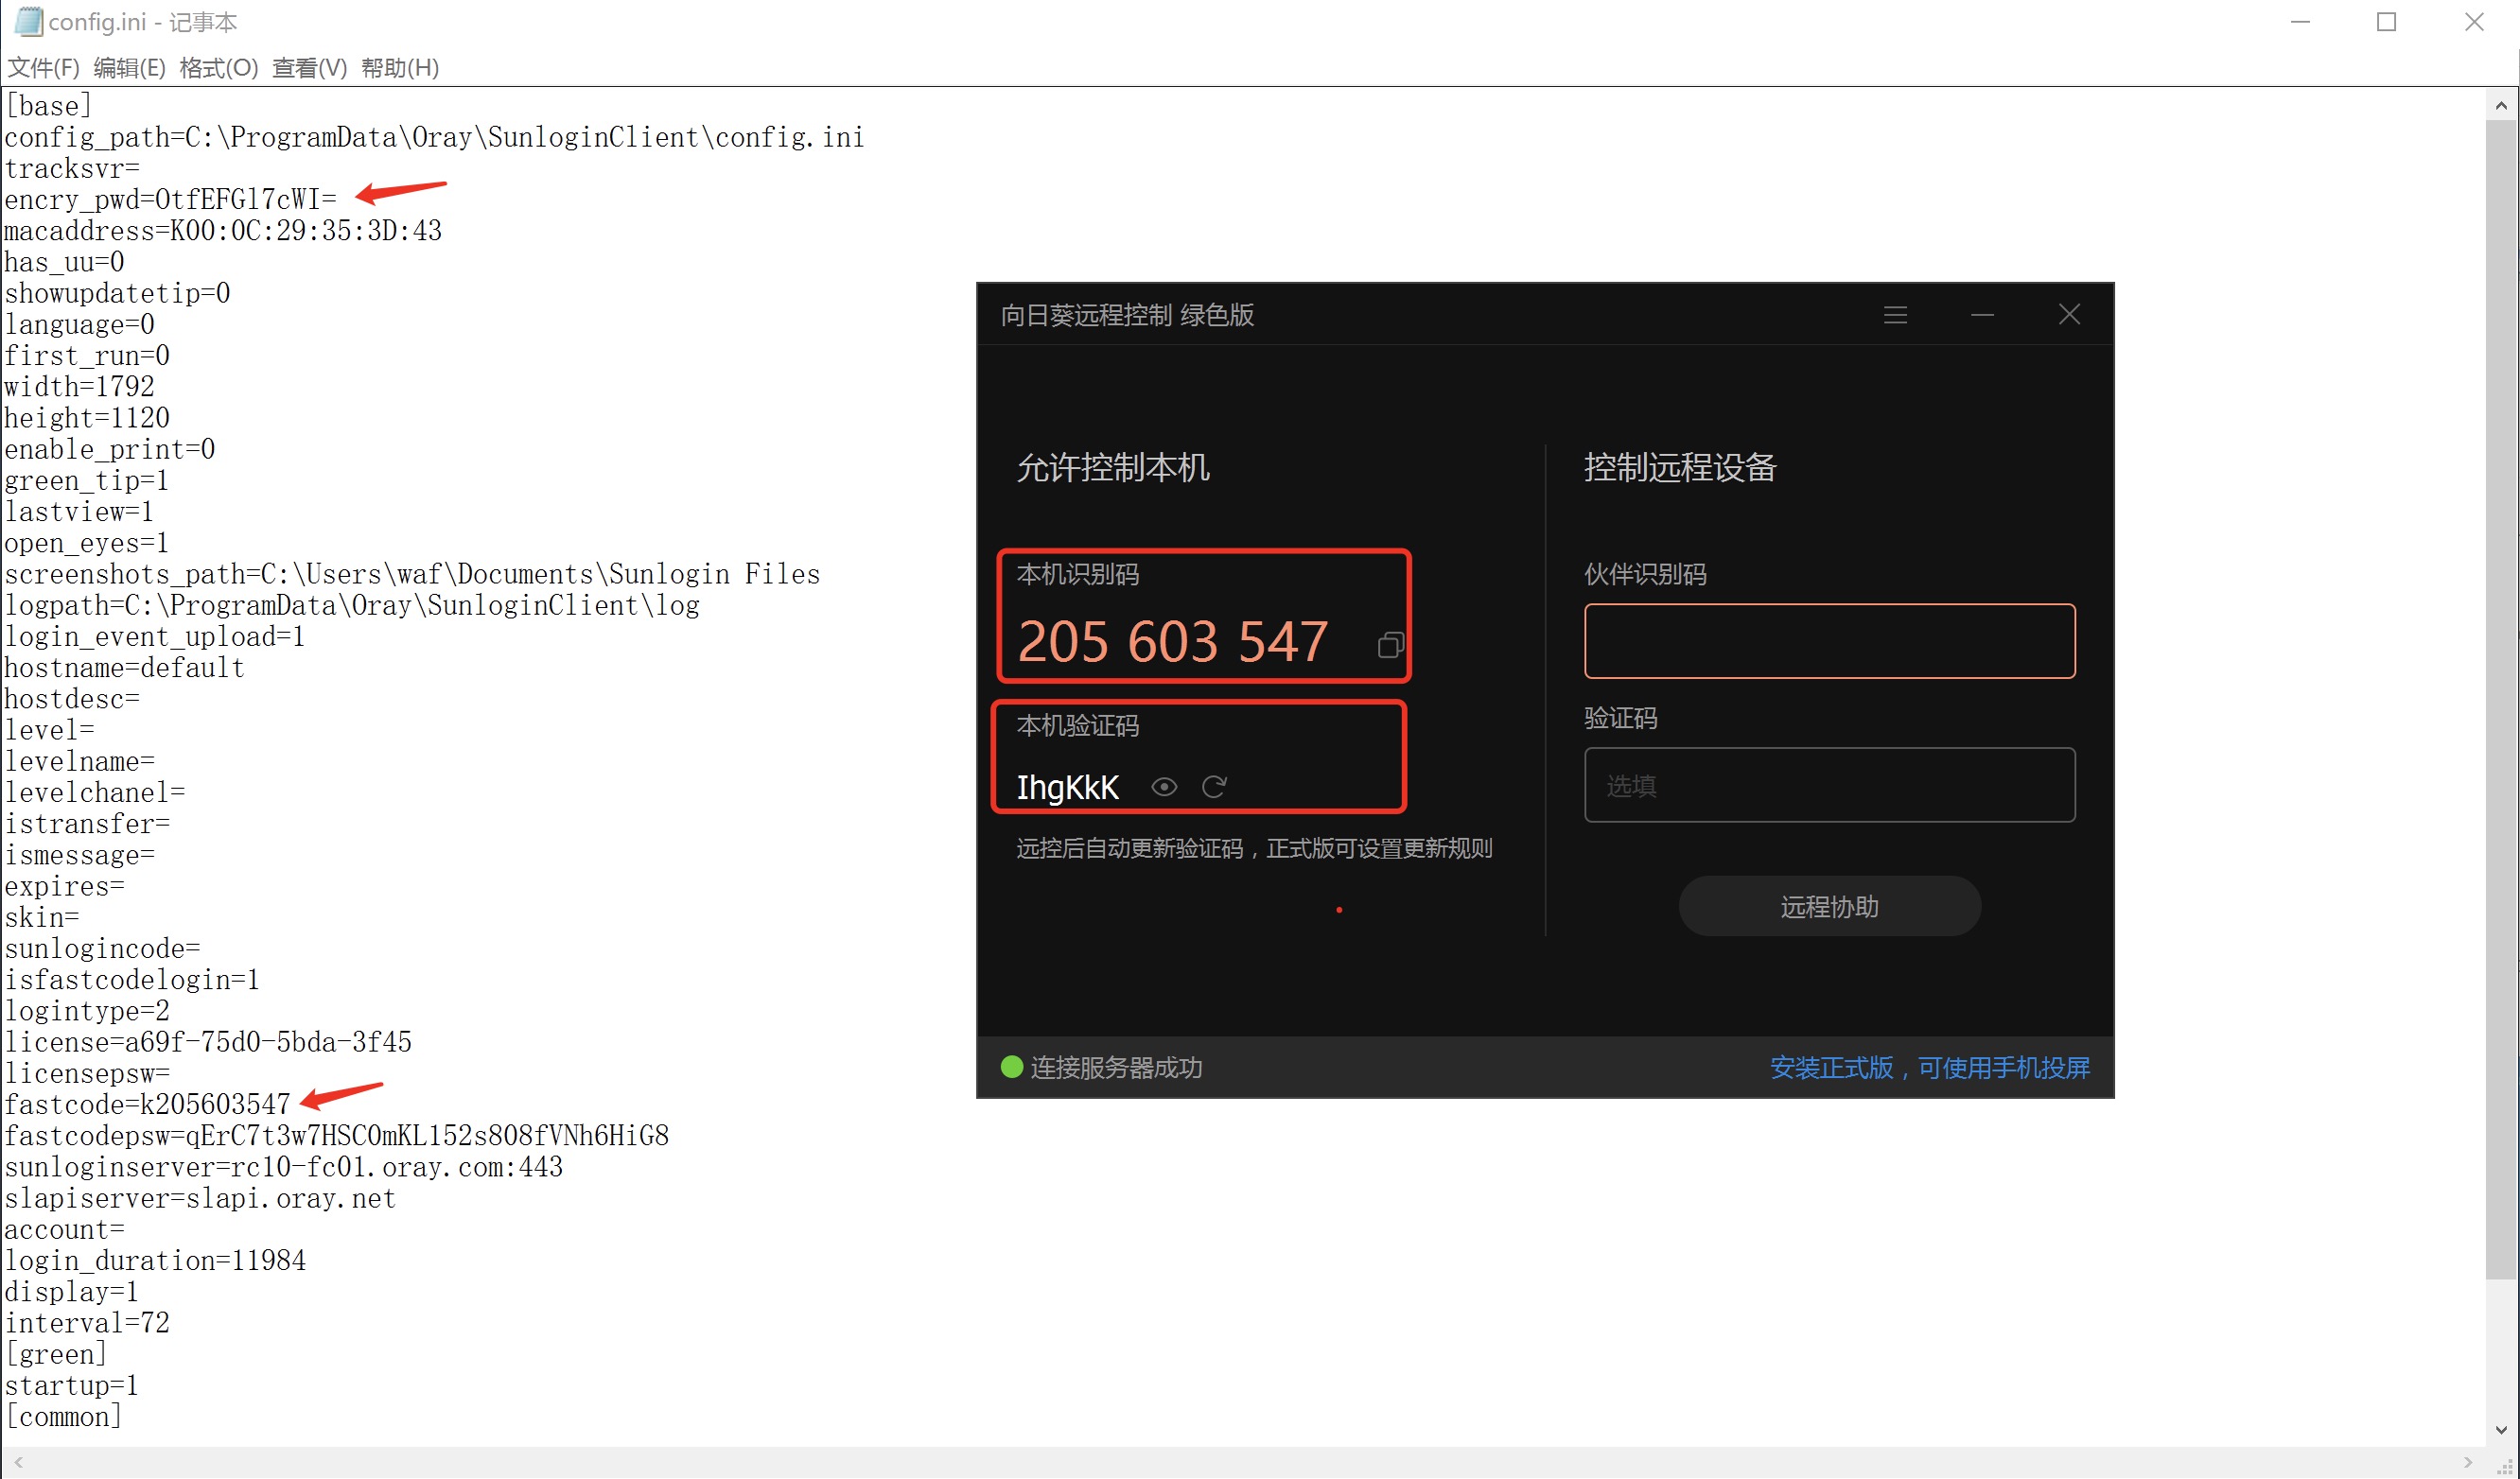 config.ini - 记事本
文件(F) 编辑(E) 格式(O) 查看(V) 帮助(H)
[base]
config_path=C:\ProgramData\Oray\SunloginClient\config.ini
tracksvr=
encry_pwd=OtfEFGl7cWI=
macaddress=K00:0C:29:35:3D:43
has_uu=0
showupdatetip=0
language=0
first_run=0
width=1792
height=1120
enable_print=0
green_tip=1
lastview=1
open_eyes=1
screenshots_path=C:\Users\waf\Documents\Sunlogin Files
logpath=C:\ProgramData\Oray\SunloginClient\log
login_event_upload=1
hostname=default
hostdesc=
level=
levelname=
levelchanel=
istransfer=
ismessage=
expires=
skin=
sunlogincode=
isfastcodelogin=1
logintype=2
license=a69f-75d0-5bda-3f45
licensepsw=
fastcode=k205603547
fastcodepsw=qErC7t3w7HSC0mKL152s808fVNh6HiG8
sunloginserver=rc10-fc01.oray.com:443
slapiserver=slapi.oray.net
account=
login_duration=11984
display=1
interval=72
[green]
startup=1
[common]
向日葵远程控制 绿色版
允许控制本机
本机识别码
205 603 547
本机验证码
IhgKkK
远控后自动更新验证码，正式版可设置更新规则
控制远程设备
伙伴识别码
验证码
选填
远程协助
连接服务器成功
安装正式版，可使用手机投屏